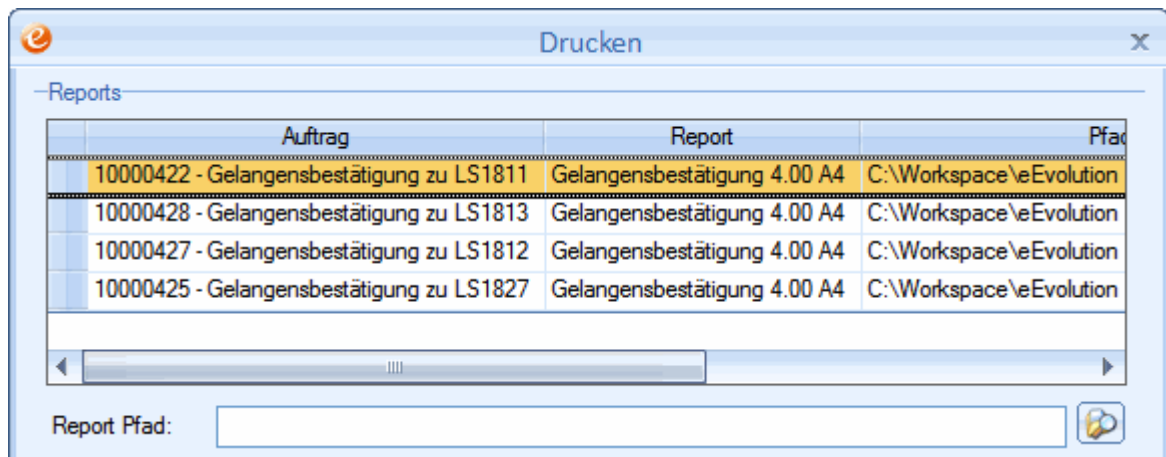 Drucken
Reports
Auftrag Report Pfad
10000422 - Gelangensbestätigung zu LS1811 Gelangensbestätigung 4.00 A4 C:\Workspace\eEvolution
10000428 - Gelangensbestätigung zu LS1813 Gelangensbestätigung 4.00 A4 C:\Workspace\eEvolution
10000427 - Gelangensbestätigung zu LS1812 Gelangensbestätigung 4.00 A4 C:\Workspace\eEvolution
10000425 - Gelangensbestätigung zu LS1827 Gelangensbestätigung 4.00 A4 C:\Workspace\eEvolution
Report Pfad: